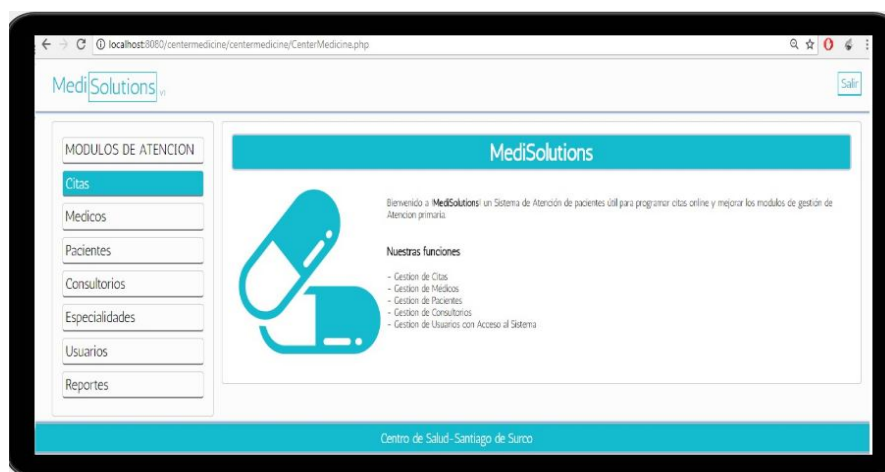 localhost:8080/centermedicine/centermedicine/CenterMedicine.php
MediSolutions v1
Salir
MODULOS DE ATENCION
Citas
Medicos
Pacientes
Consultorios
Especialidades
Usuarios
Reportes
MediSolutions
Bienvenido a !MediSolutions! un Sistema de Atención de pacientes útil para programar citas online y mejorar los modulos de gestión de
Atencion primaria.
Nuestras funciones
- Gestion de Citas
- Gestion de Médicos
- Gestion de Pacientes
- Gestion de Consultorios
- Gestion de Usuarios con Acceso al Sistema
Centro de Salud-Santiago de Surco